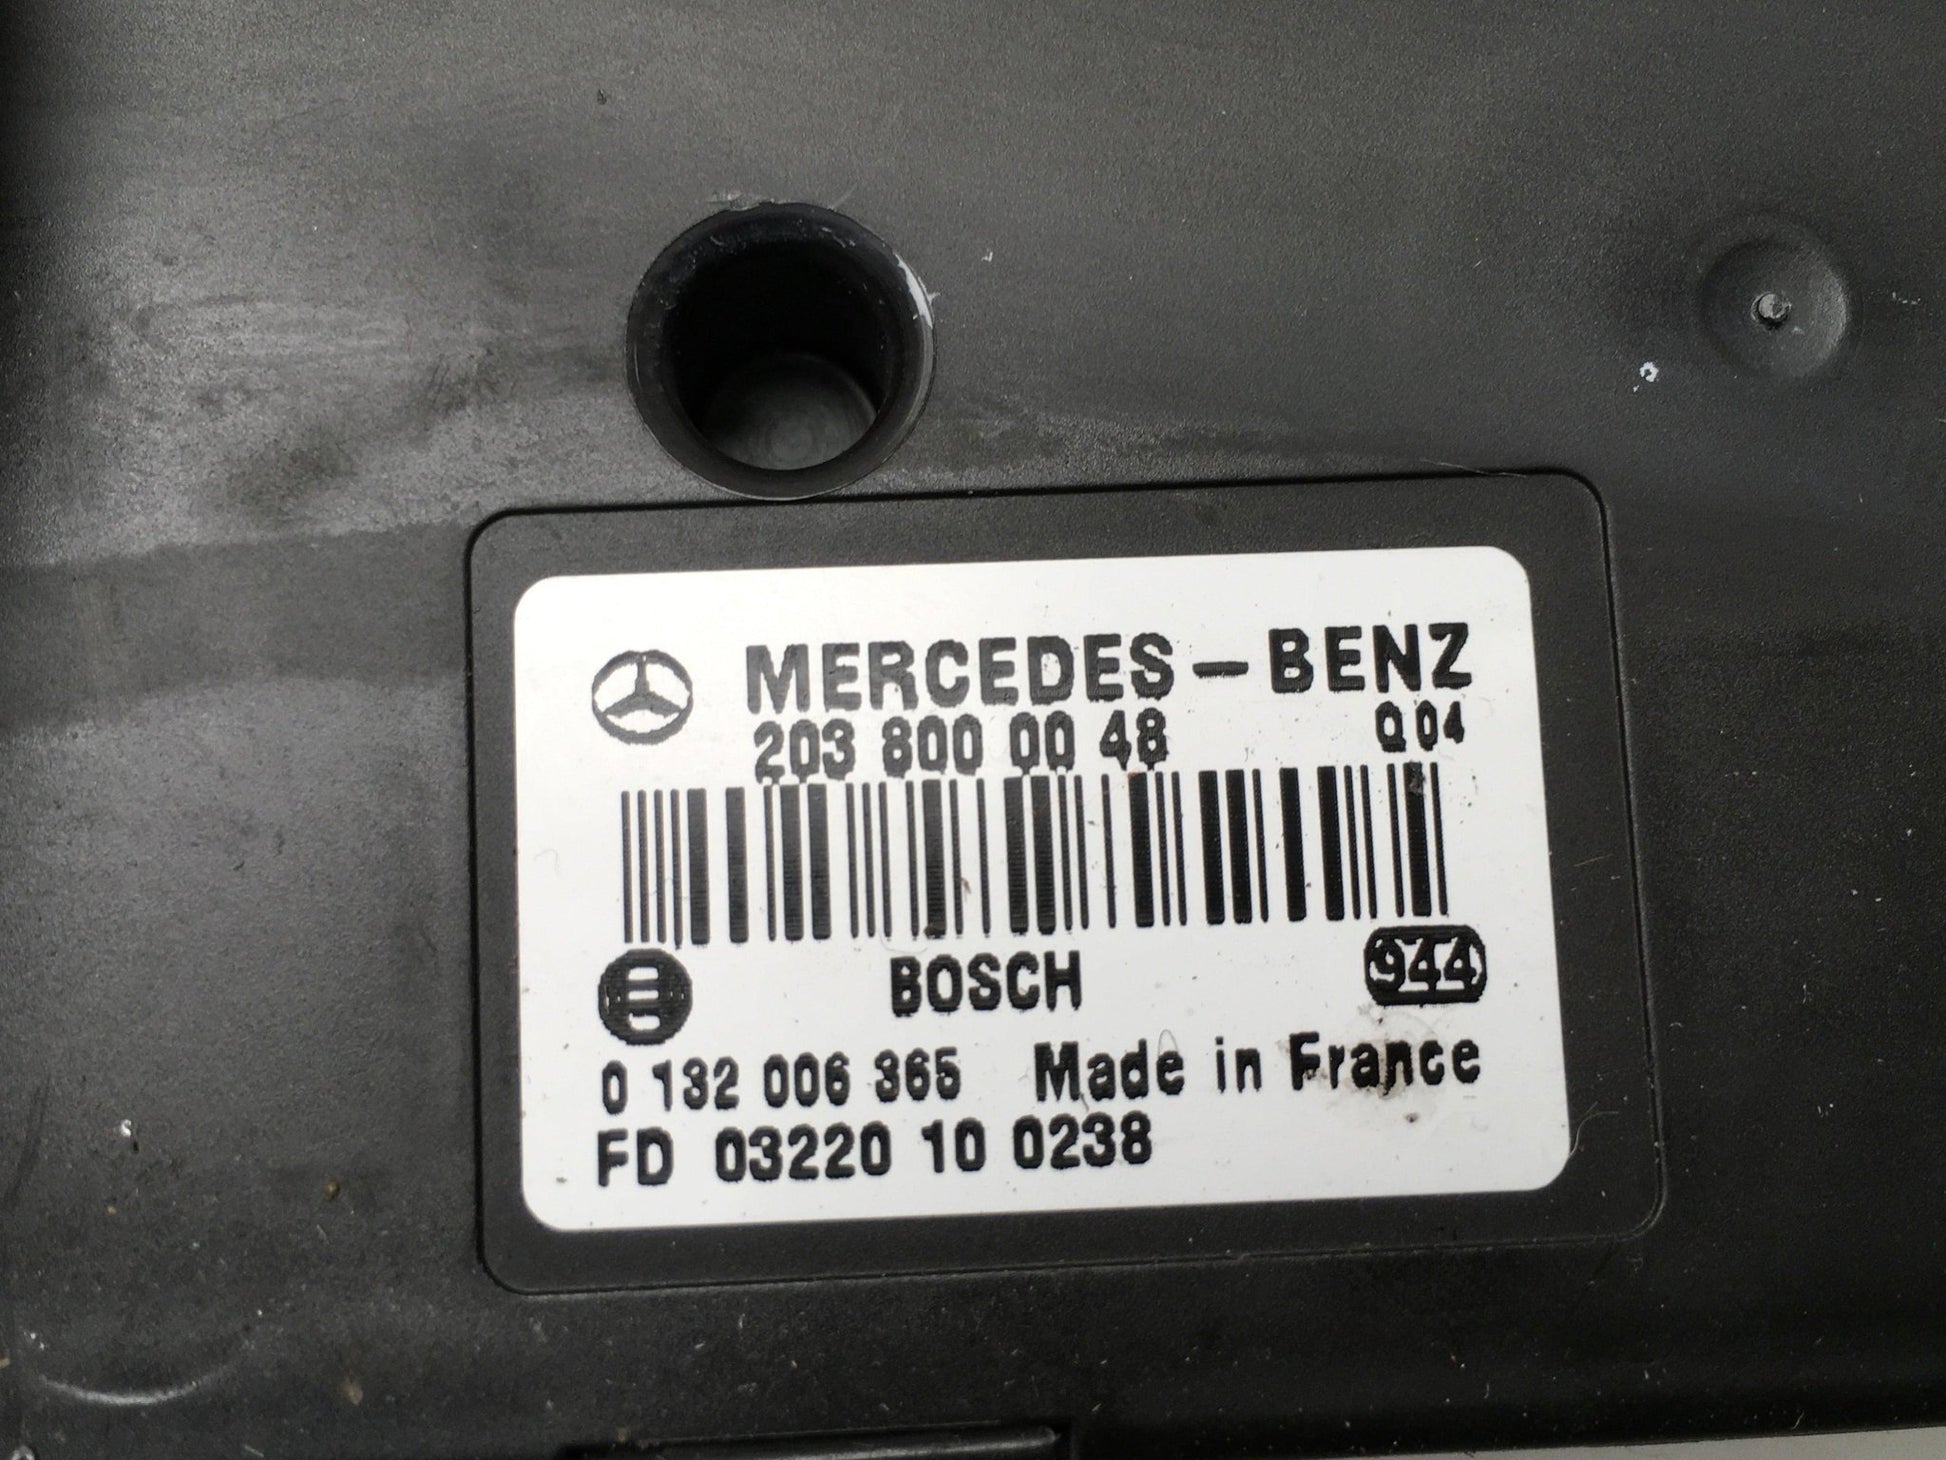 MERCEDES-BENZ
203 800 00 48 Q04
BOSCH 944
0 132 006 365 Made in France
FD 03220 10 0238